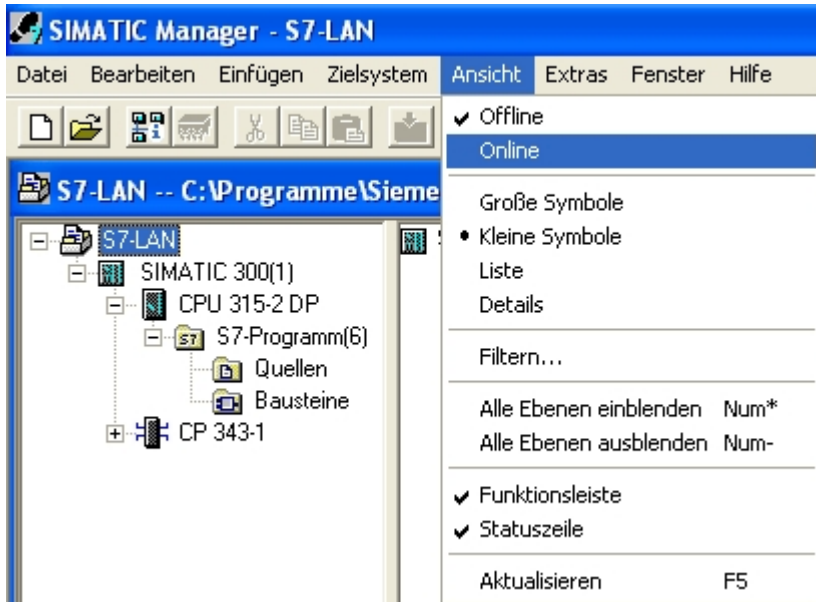 SIMATIC Manager - S7-LAN
Datei Bearbeiten Einfügen Zielsystem Ansicht Extras Fenster Hilfe
S7-LAN -- C:\Programme\Sieme
S7-LAN
SIMATIC 300(1)
CPU 315-2 DP
S7-Programm(6)
Quellen
Bausteine
CP 343-1
Offline
Online
Große Symbole
Kleine Symbole
Liste
Details
Filtern...
Alle Ebenen einblenden Num*
Alle Ebenen ausblenden Num-
Funktionsleiste
Statuszeile
Aktualisieren F5